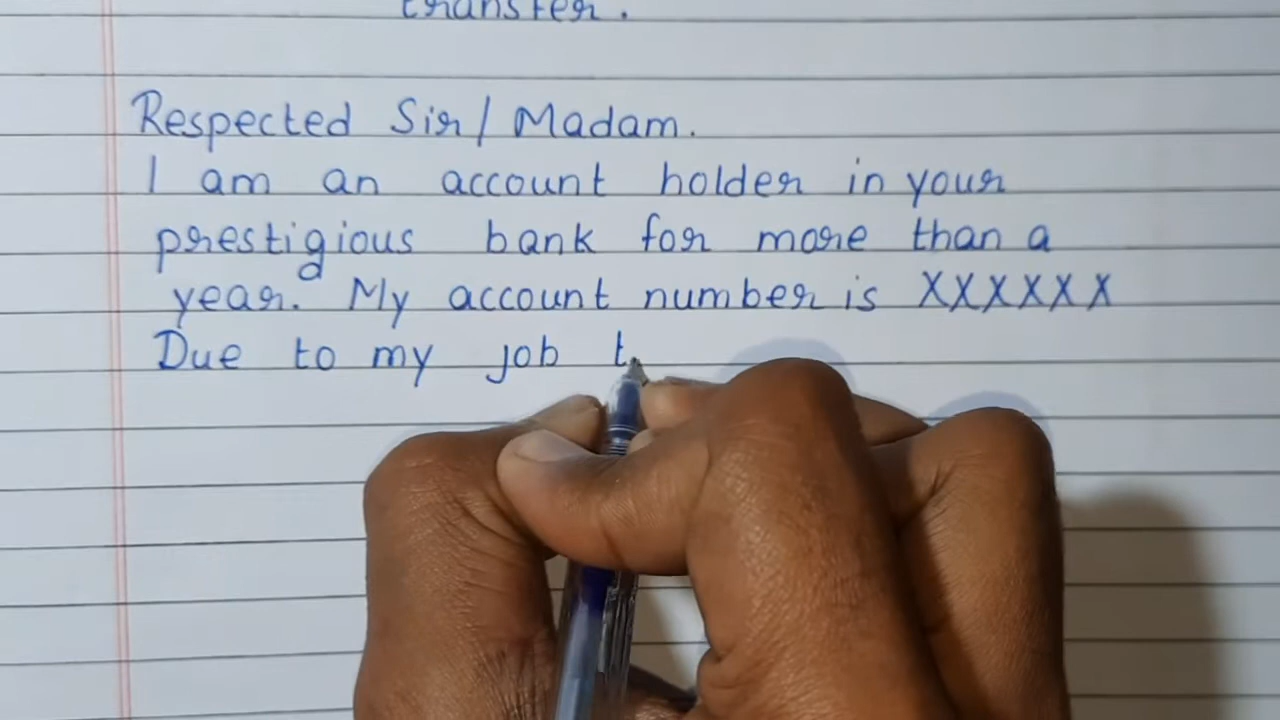 transfer.
Respected Sir/Madam.
I am an account holder in your
prestigious bank for more than a
year. My account number is XXXXXX
Due to my job t